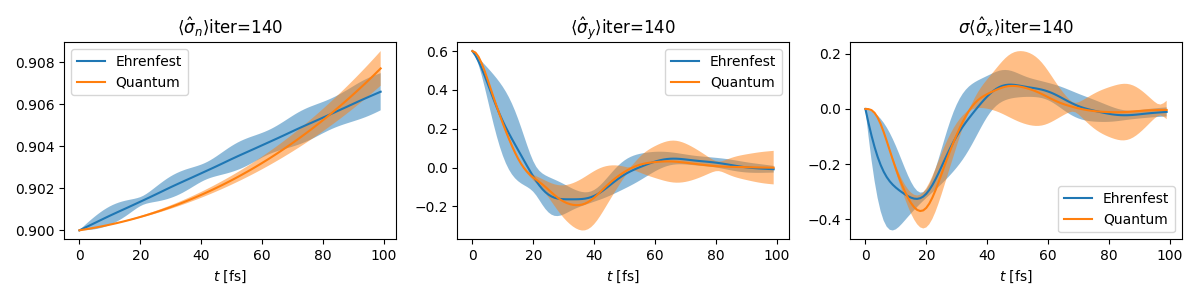 ⟨σ̂ₙ⟩iter=140
Ehrenfest
Quantum
0.908
0.906
0.904
0.902
0.900
0 20 40 60 80 100
t [fs]
⟨σ̂ᵧ⟩iter=140
Ehrenfest
Quantum
0.6
0.4
0.2
0.0
−0.2
0 20 40 60 80 100
t [fs]
σ⟨σ̂ₓ⟩iter=140
Ehrenfest
Quantum
0.2
0.0
−0.2
−0.4
0 20 40 60 80 100
t [fs]